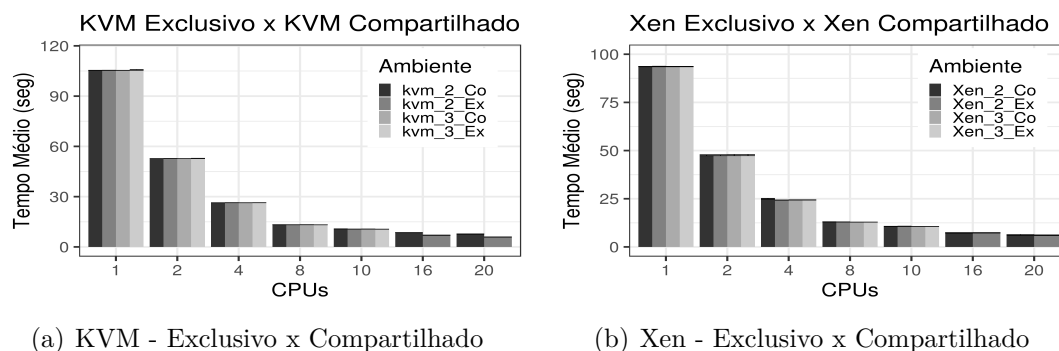 KVM Exclusivo x KVM Compartilhado
Tempo Médio (seg)
120
90
60
30
0
Ambiente
kvm_2_Co
kvm_2_Ex
kvm_3_Co
kvm_3_Ex
1 2 4 8 10 16 20
CPUs
(a) KVM - Exclusivo x Compartilhado
Xen Exclusivo x Xen Compartilhado
Tempo Médio (seg)
100
75
50
25
0
Ambiente
Xen_2_Co
Xen_2_Ex
Xen_3_Co
Xen_3_Ex
1 2 4 8 10 16 20
CPUs
(b) Xen - Exclusivo x Compartilhado